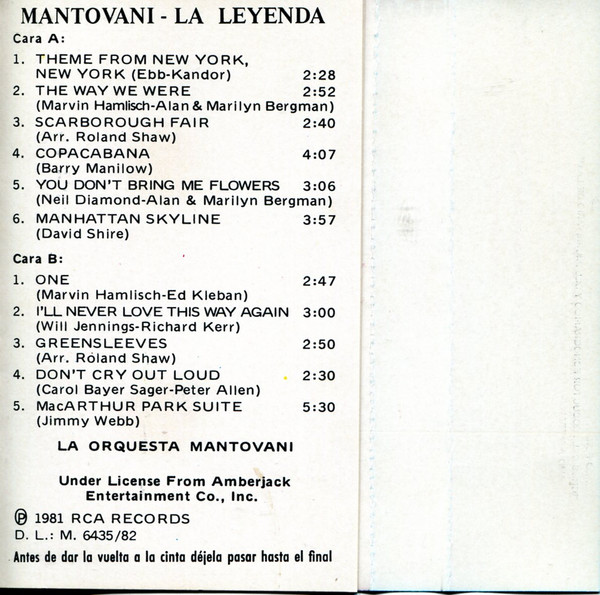 MANTOVANI - LA LEYENDA
Cara A:
1. THEME FROM NEW YORK,
NEW YORK (Ebb-Kandor) 2:28
2. THE WAY WE WERE 2:52
(Marvin Hamlisch-Alan & Marilyn Bergman)
3. SCARBOROUGH FAIR 2:40
(Arr. Roland Shaw)
4. COPACABANA 4:07
(Barry Manilow)
5. YOU DON'T BRING ME FLOWERS 3:06
(Neil Diamond-Alan & Marilyn Bergman)
6. MANHATTAN SKYLINE 3:57
(David Shire)
Cara B:
1. ONE 2:47
(Marvin Hamlisch-Ed Kleban)
2. I'LL NEVER LOVE THIS WAY AGAIN 3:00
(Will Jennings-Richard Kerr)
3. GREENSLEEVES 2:50
(Arr. Roland Shaw)
4. DON'T CRY OUT LOUD 2:30
(Carol Bayer Sager-Peter Allen)
5. MacARTHUR PARK SUITE 5:30
(Jimmy Webb)
LA ORQUESTA MANTOVANI
Under License From Amberjack
Entertainment Co., Inc.
℗ 1981 RCA RECORDS
D. L.: M. 6435/82
Antes de dar la vuelta a la cinta déjela pasar hasta el final